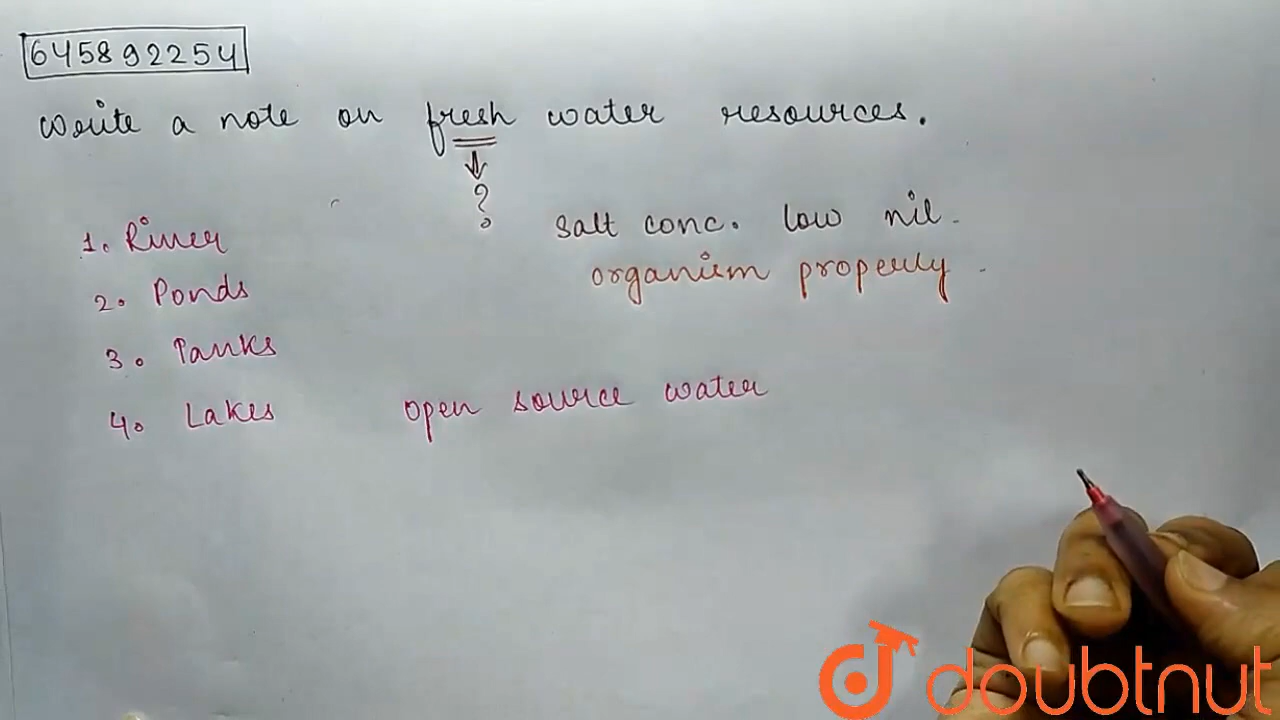 645892254
Write a note on fresh water resources.
?
salt conc. low nil.
organism properly.
1. River
2. Ponds
3. Tanks
4. Lakes
open source water
doubtnut